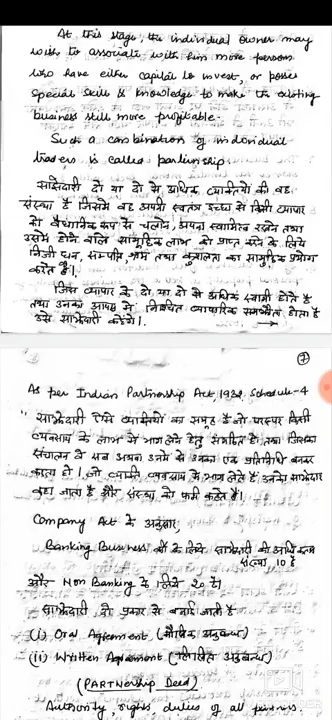 At this stage, the individual owner may
wish to associate with him more person
who have either capital to invest, or posses
special skill & knowledge to make the existing
business still more profitable.
Such a combination of individual
traders is called partnership.
साझेदारी दो या दो से अधिक व्यक्तियों की वह
संस्था है जिसमें वह अपनी स्वतंत्र इच्छा से किसी व्यापार
को वैधानिक रूप से चलाने, अपना स्वामित्व रखने तथा
उसमें होने वाले सामूहिक लाभ को प्राप्त करने के लिये
निजी धन, सम्पत्ति, श्रम तथा कुशलता का सामूहिक प्रयोग
करते हैं।
जिस व्यापार के दो या दो से अधिक स्वामी होते हैं
तथा उनका आपस में निश्चित व्यापारिक समझौता होता है
उसे साझेदारी कहेंगे।
7
As per Indian Partnership Act 1932, Schedule-4
" साझेदारी ऐसे व्यक्तियों का समूह है जो परस्पर किसी
व्यवसाय के लाभ में भाग लेने हेतु संगठित है, तथा जिसका
संचालन वे सब अथवा उनमें से उनका एक प्रतिनिधि बनकर
करता हो। जो व्यक्ति व्यवसाय में भाग लेते हैं उनको साझेदार
कहा जाता है और संस्था को फर्म कहते हैं।
Company Act के अनुसार,
Banking Business के लिये साझेदारी की अधिकतम
संख्या 10 है
और Non Banking के लिये 20 है।
साझेदारी दो प्रकार से बनाई जाती है
(i) Oral Agreement (मौखिक अनुबन्ध)
(ii) Written Agreement (लिखित अनुबन्ध)
(PARTNership Deed)
Authority, rights duties of all partners